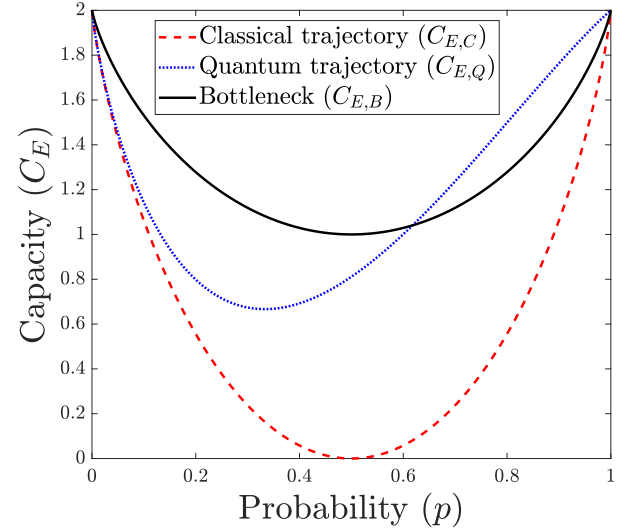 Classical trajectory (C_{E,C})
Quantum trajectory (C_{E,Q})
Bottleneck (C_{E,B})
Capacity (C_E)
2
1.8
1.6
1.4
1.2
1
0.8
0.6
0.4
0.2
0
0 0.2 0.4 0.6 0.8 1
Probability (p)